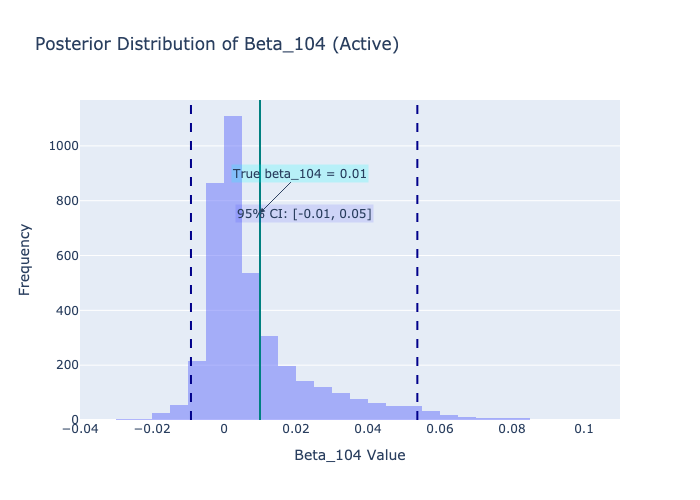 Posterior Distribution of Beta_104 (Active)
1000
800
600
400
200
0
Frequency
True beta_104 = 0.01
95% CI: [-0.01, 0.05]
−0.04
−0.02
0
0.02
0.04
0.06
0.08
0.1
Beta_104 Value